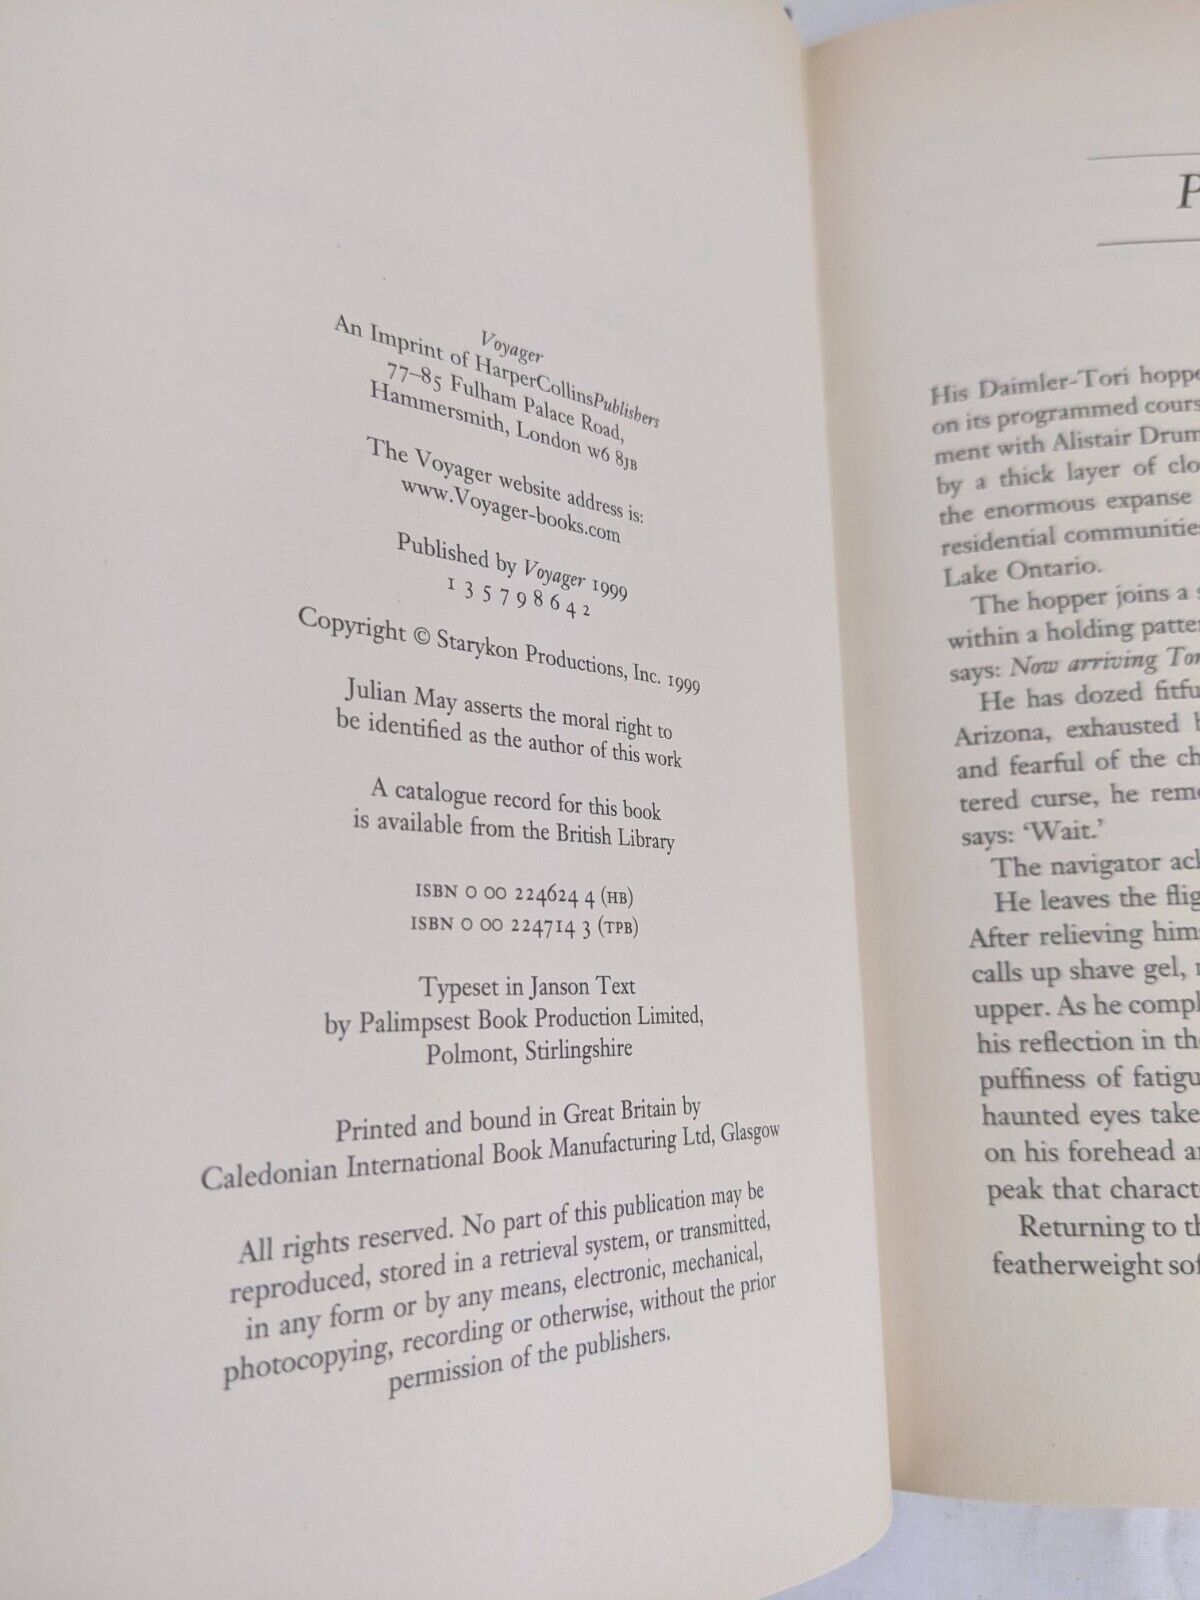 Voyager
An Imprint of HarperCollinsPublishers
77–85 Fulham Palace Road,
Hammersmith, London W6 8JB
The Voyager website address is:
www.Voyager-books.com
Published by Voyager 1999
1 3 5 7 9 8 6 4 2
Copyright © Starykon Productions, Inc. 1999
Julian May asserts the moral right to
be identified as the author of this work
A catalogue record for this book
is available from the British Library
ISBN 0 00 224624 4 (HB)
ISBN 0 00 224714 3 (TPB)
Typeset in Janson Text
by Palimpsest Book Production Limited,
Polmont, Stirlingshire
Printed and bound in Great Britain by
Caledonian International Book Manufacturing Ltd, Glasgow
All rights reserved. No part of this publication may be
reproduced, stored in a retrieval system, or transmitted,
in any form or by any means, electronic, mechanical,
photocopying, recording or otherwise, without the prior
permission of the publishers.
P
His Daimler-Tori hoppe
on its programmed cours
ment with Alistair Drum
by a thick layer of clo
the enormous expanse
residential communities
Lake Ontario.
The hopper joins a s
within a holding patter
says: Now arriving Tor
He has dozed fitfu
Arizona, exhausted b
and fearful of the ch
tered curse, he rem
says: ‘Wait.’
The navigator ack
He leaves the flig
After relieving hims
calls up shave gel, r
upper. As he compl
his reflection in the
puffiness of fatigu
haunted eyes take
on his forehead a
peak that charact
Returning to th
featherweight sof